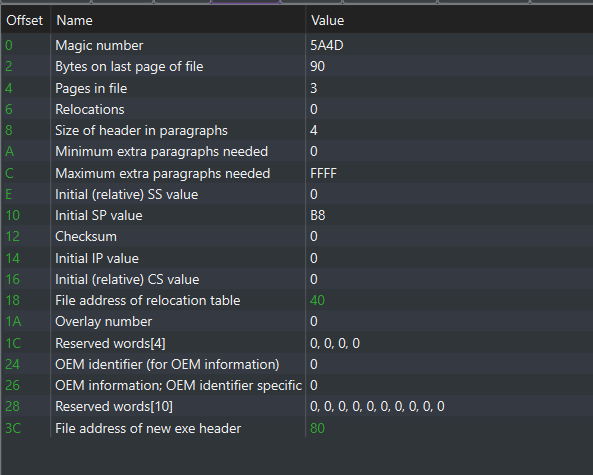 Offset Name Value
0 Magic number 5A4D
2 Bytes on last page of file 90
4 Pages in file 3
6 Relocations 0
8 Size of header in paragraphs 4
A Minimum extra paragraphs needed 0
C Maximum extra paragraphs needed FFFF
E Initial (relative) SS value 0
10 Initial SP value B8
12 Checksum 0
14 Initial IP value 0
16 Initial (relative) CS value 0
18 File address of relocation table 40
1A Overlay number 0
1C Reserved words[4] 0, 0, 0, 0
24 OEM identifier (for OEM information) 0
26 OEM information; OEM identifier specific 0
28 Reserved words[10] 0, 0, 0, 0, 0, 0, 0, 0, 0, 0
3C File address of new exe header 80